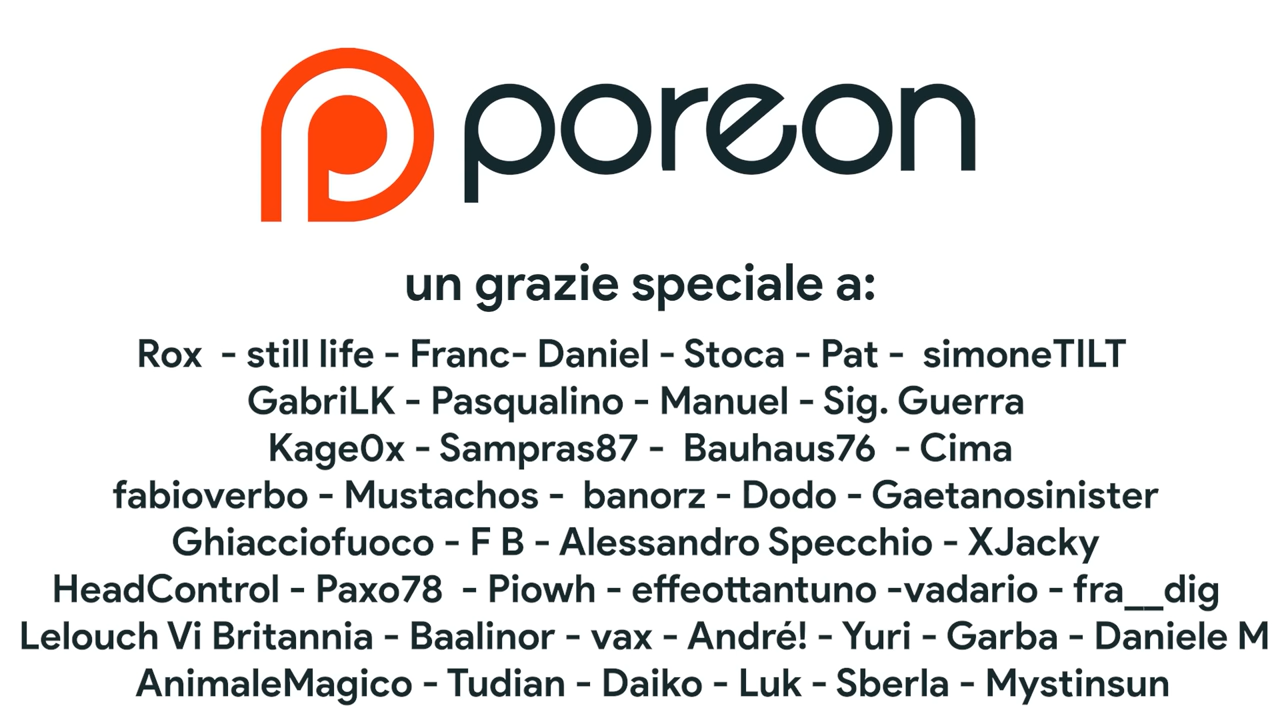 poreon
un grazie speciale a:
Rox - still life - Franc- Daniel - Stoca - Pat - simoneTILT
GabriLK - Pasqualino - Manuel - Sig. Guerra
Kage0x - Sampras87 - Bauhaus76 - Cima
fabioverbo - Mustachos - banorz - Dodo - Gaetanosinister
Ghiacciofuoco - F B - Alessandro Specchio - XJacky
HeadControl - Paxo78 - Piowh - effeottantuno -vadario - fra__dig
Lelouch Vi Britannia - Baalinor - vax - André! - Yuri - Garba - Daniele M
AnimaleMagico - Tudian - Daiko - Luk - Sberla - Mystinsun